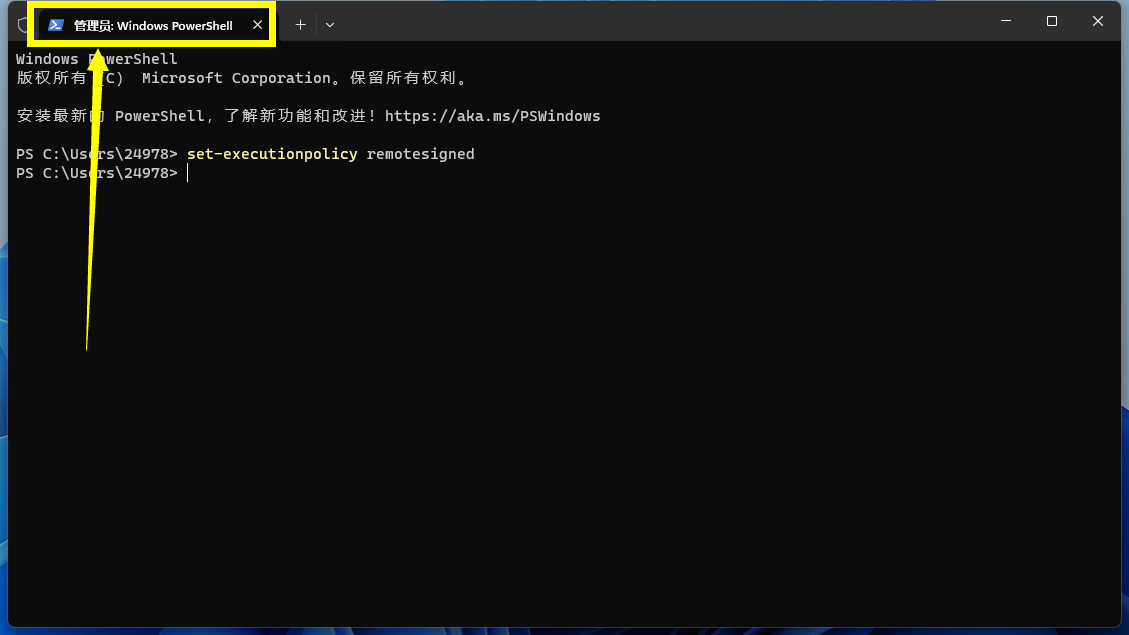 管理员: Windows PowerShell
Windows PowerShell
版权所有 (C) Microsoft Corporation。保留所有权利。
安装最新的 PowerShell，了解新功能和改进！https://aka.ms/PSWindows
PS C:\Users\24978> set-executionpolicy remotesigned
PS C:\Users\24978>